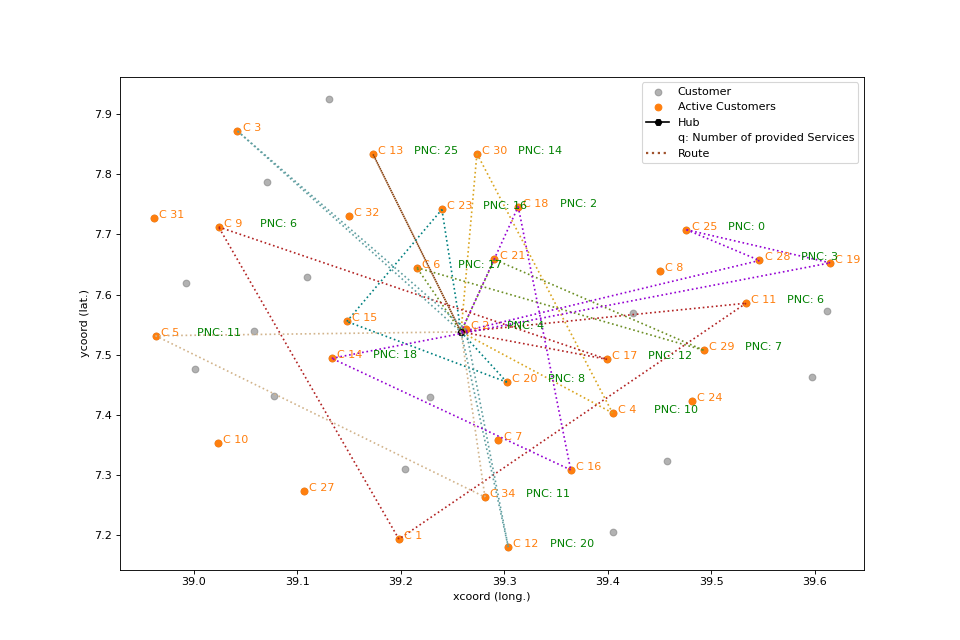 Customer
Active Customers
Hub
q: Number of provided Services
Route
C 3
C 13 PNC: 25
C 30 PNC: 14
C 31
C 9 PNC: 6
C 32
C 23 PNC: 16
C 18 PNC: 2
C 25 PNC: 0
C 6 PNC: 17
C 21
C 8
C 28 PNC: 3
C 19
C 11 PNC: 6
C 5 PNC: 11
C 15
PNC: 4
C 14 PNC: 18
C 17 PNC: 12
C 29 PNC: 7
C 20 PNC: 8
C 4 PNC: 10
C 24
C 10
C 7
C 16
C 27
C 34 PNC: 11
C 1
C 12 PNC: 20
7.9
7.8
7.7
7.6
7.5
7.4
7.3
7.2
ycoord (lat.)
39.0 39.1 39.2 39.3 39.4 39.5 39.6
xcoord (long.)